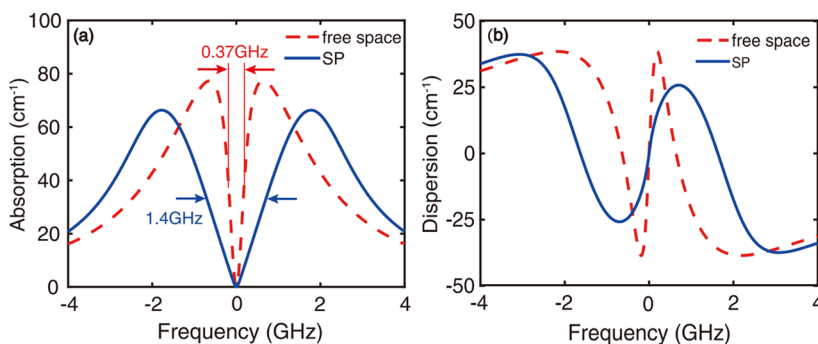 (a)
free space
SP
0.37GHz
1.4GHz
Absorption (cm⁻¹)
100
80
60
40
20
0
-4
-2
0
2
4
Frequency (GHz)
(b)
free space
SP
Dispersion (cm⁻¹)
50
25
0
-25
-50
-4
-2
0
2
4
Frequency (GHz)